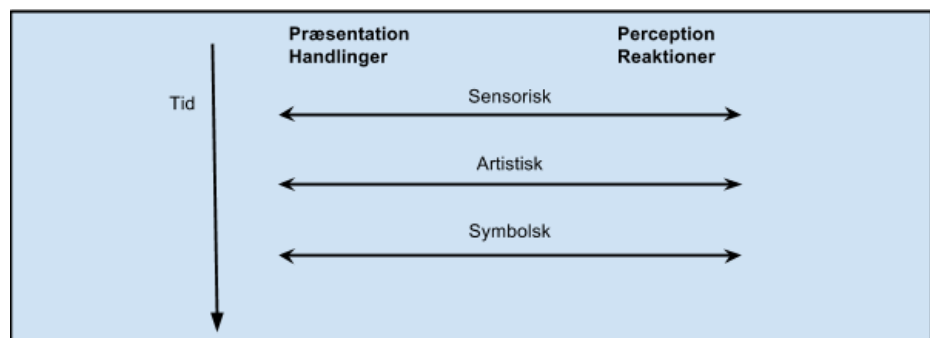 Præsentation
Handlinger
Perception
Reaktioner
Tid
Sensorisk
Artistisk
Symbolsk